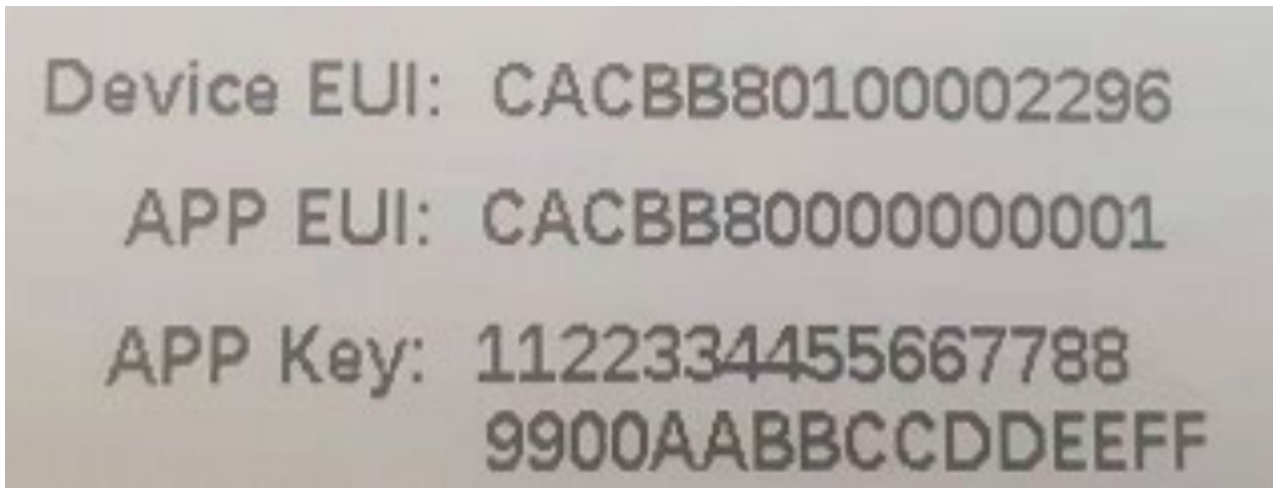 Device EUI: CACBB80100002296
APP EUI: CACBB80000000001
APP Key: 1122334455667788
9900AABBCCDDEEFF